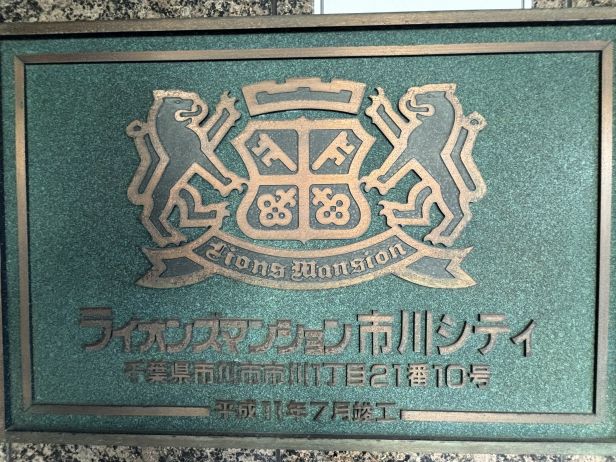 Lions Mansion
ライオンズマンション市川シティ
千葉県市川市市川1丁目21番10号
平成11年7月竣工